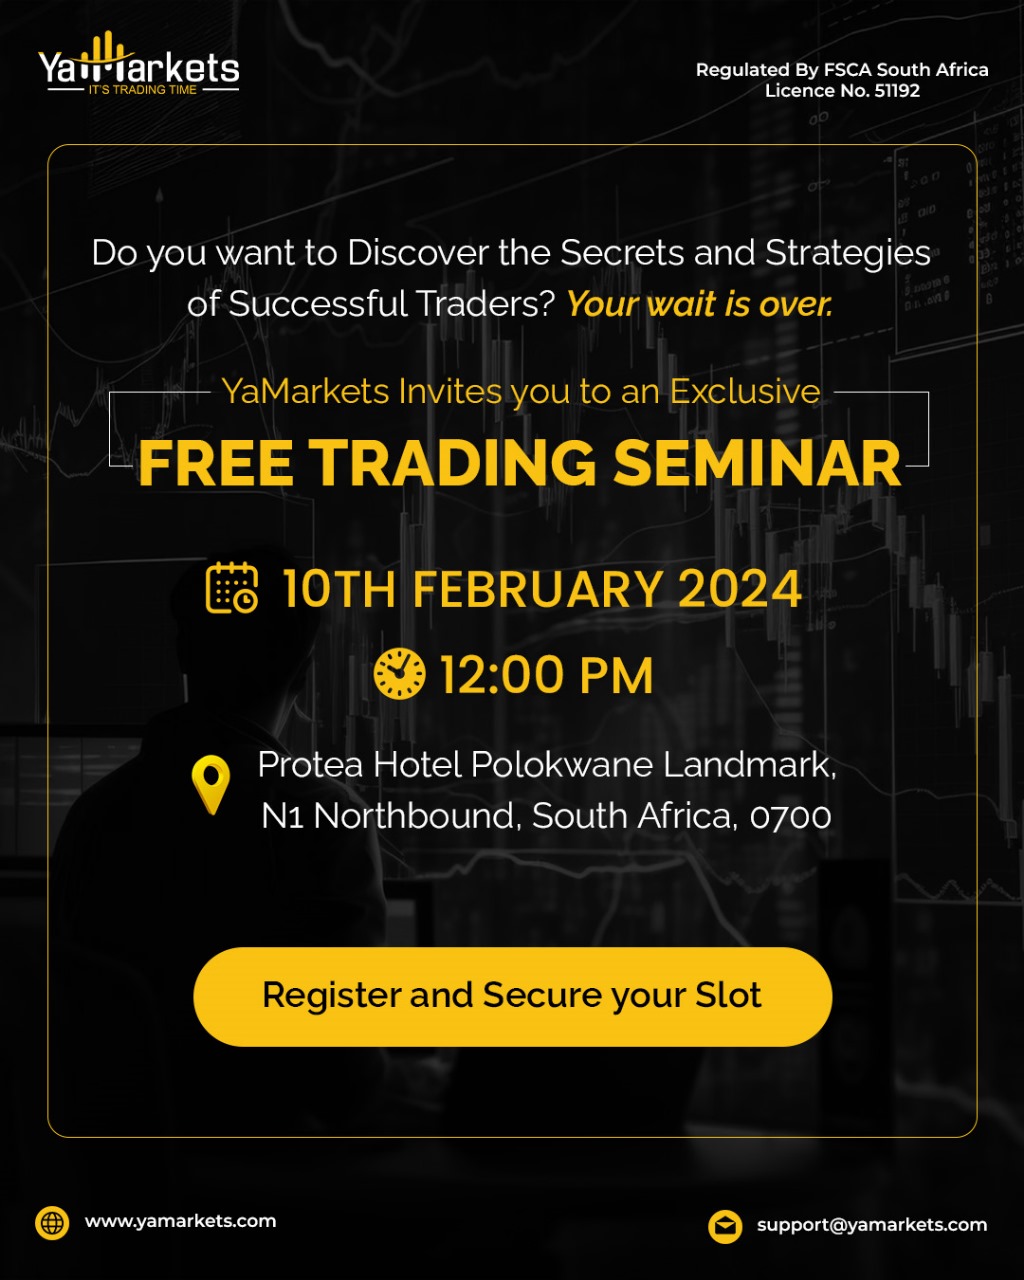 YaMarkets
IT'S TRADING TIME
Regulated By FSCA South Africa
Licence No. 51192
Do you want to Discover the Secrets and Strategies
of Successful Traders? Your wait is over.
YaMarkets Invites you to an Exclusive
FREE TRADING SEMINAR
10TH FEBRUARY 2024
12:00 PM
Protea Hotel Polokwane Landmark,
N1 Northbound, South Africa, 0700
Register and Secure your Slot
www.yamarkets.com
support@yamarkets.com